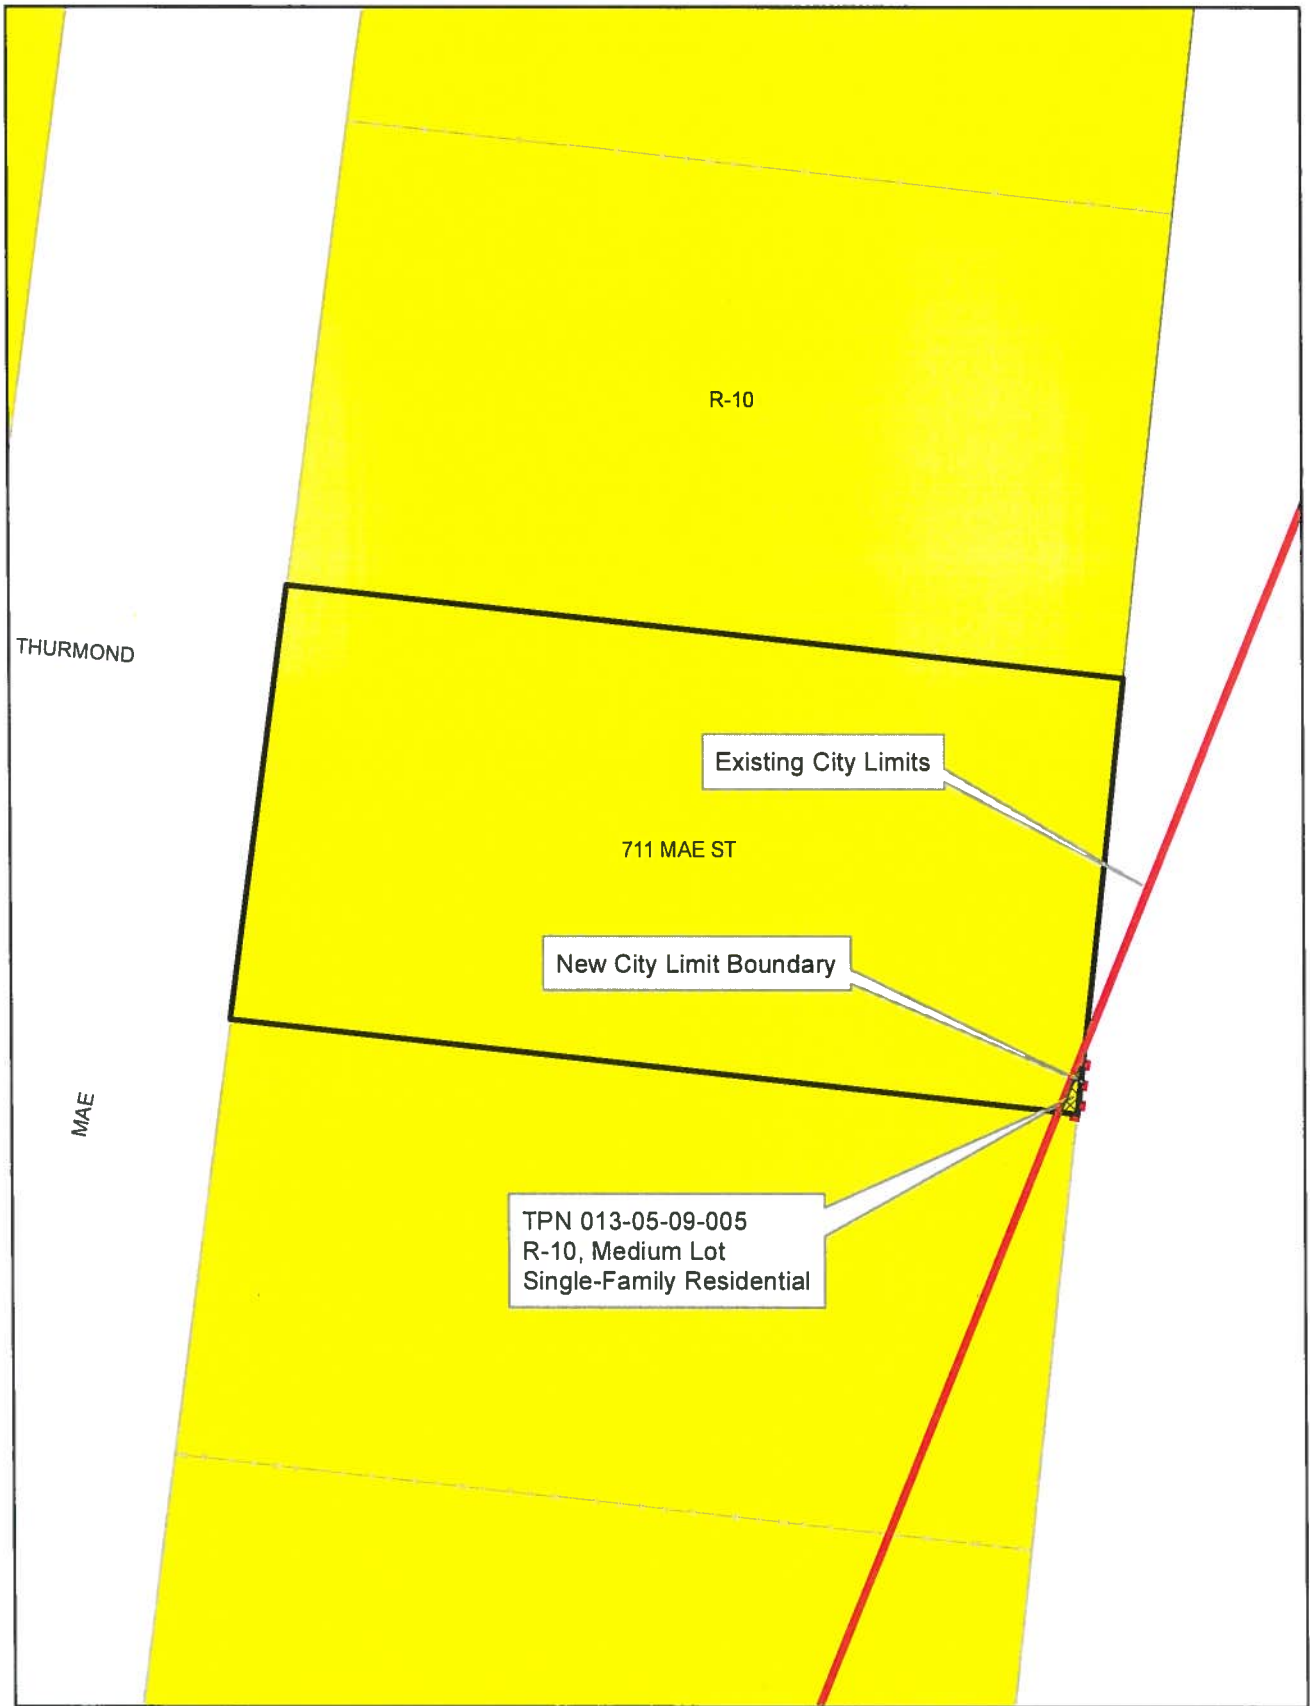 R-10
THURMOND
Existing City Limits
711 MAE ST
New City Limit Boundary
MAE
TPN 013-05-09-005
R-10, Medium Lot
Single-Family Residential